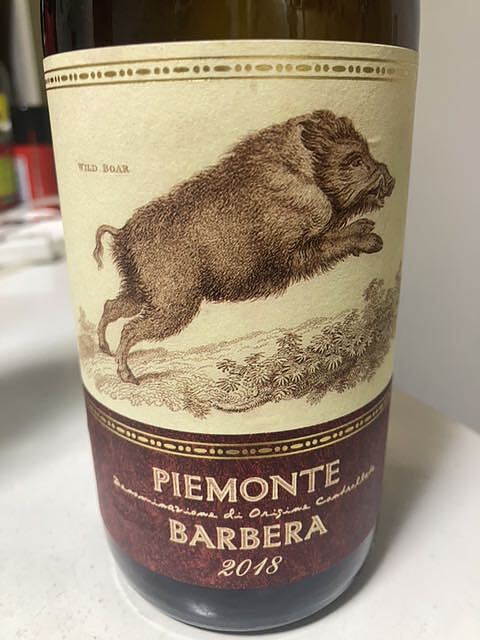 WILD BOAR
PIEMONTE
Denominazione di Origine Controllata
BARBERA
2018